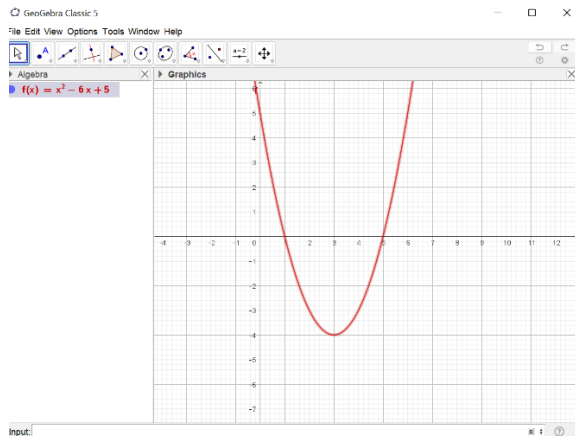 GeoGebra Classic 5
File Edit View Options Tools Window Help
A
a=2
Algebra
Graphics
f(x) = x² − 6 x + 5
6
5
4
3
2
1
-4 -3 -2 -1 0 2 3 4 5 6 7 8 9 10 11 12
-1
-2
-3
-4
-5
-6
-7
Input: